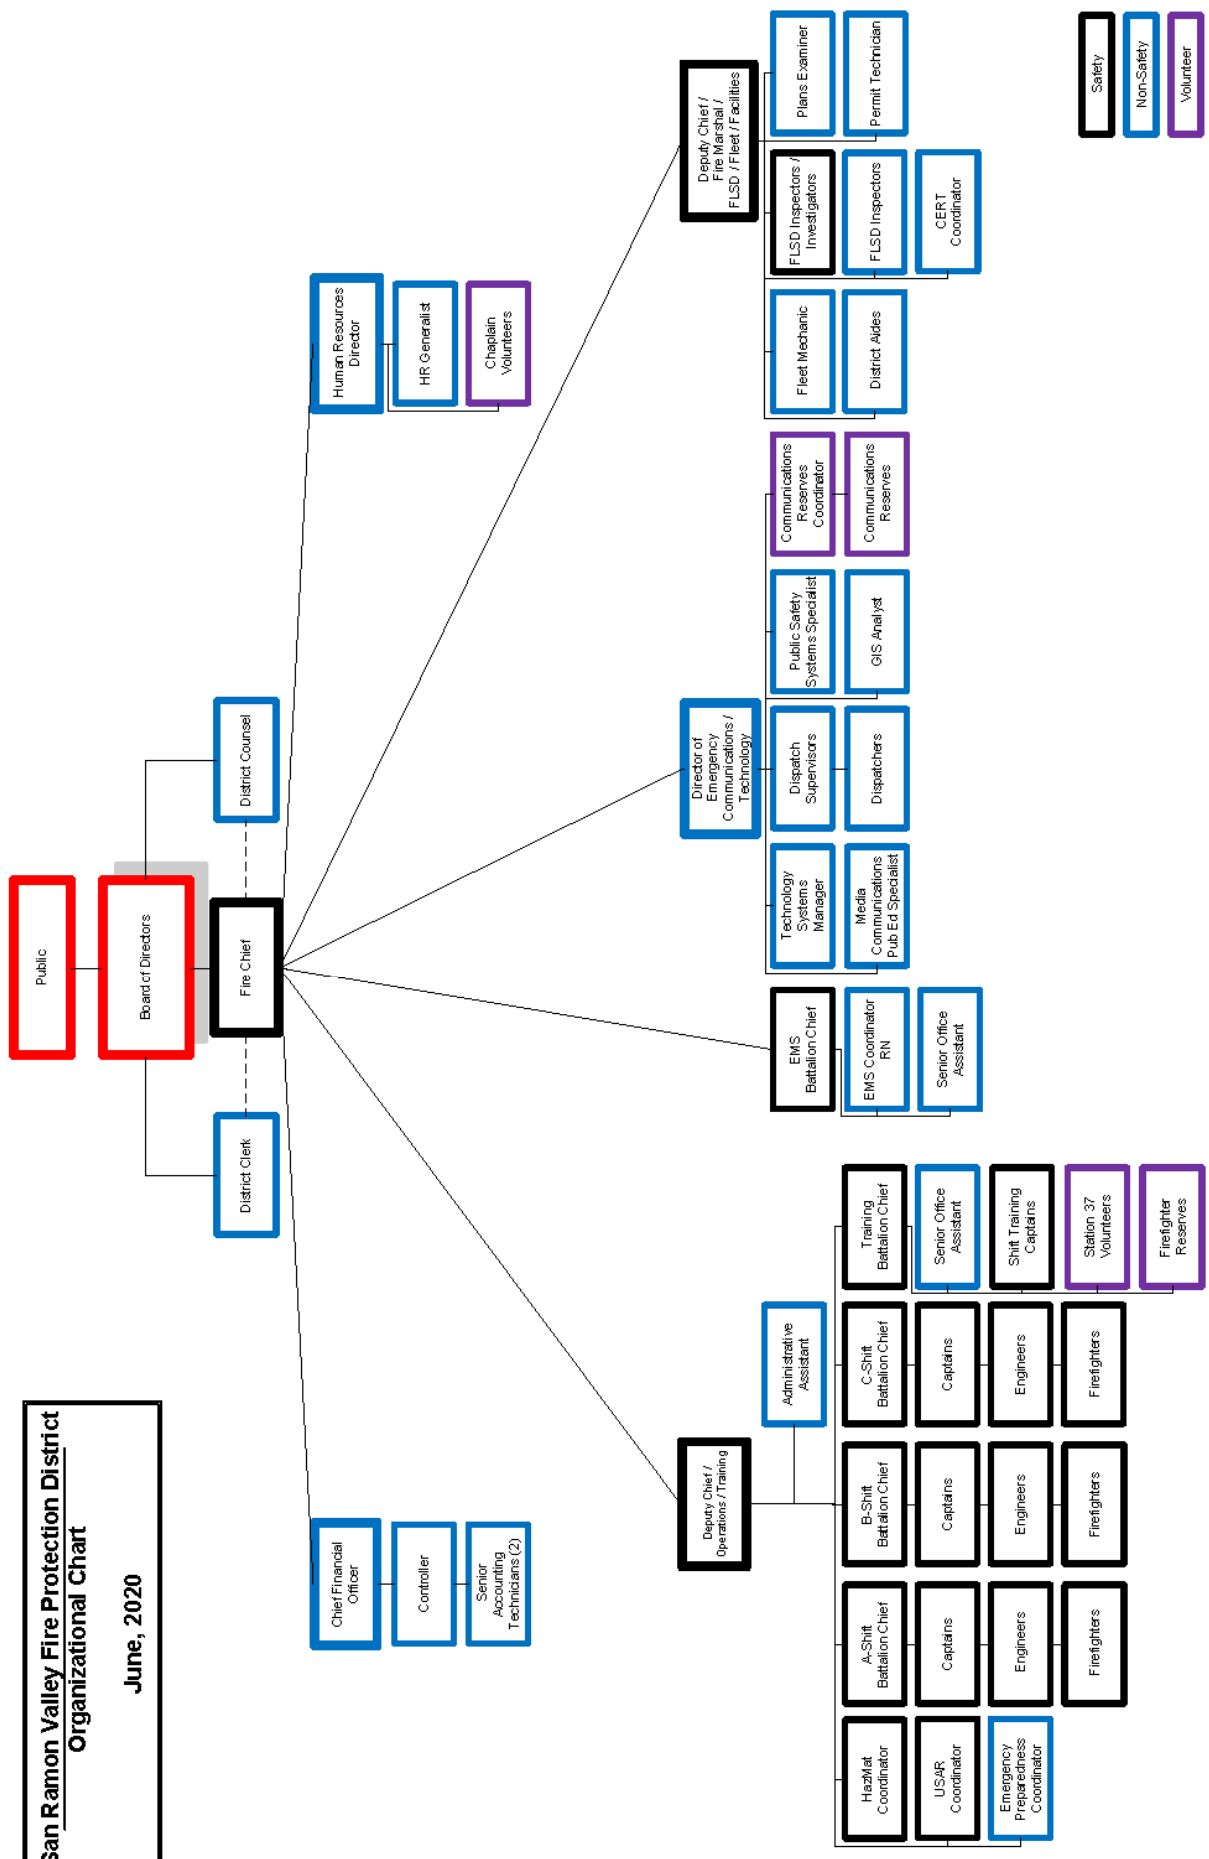 San Ramon Valley Fire Protection District
Organizational Chart
June, 2020
Public
Board of Directors
District Clerk
Fire Chief
District Counsel
Chief Financial
Officer
Controller
Senior
Accounting
Technicians (2)
Human Resources
Director
HR Generalist
Chaplain
Volunteers
Deputy Chief /
Operations / Training
Administrative
Assistant
HazMat
Coordinator
USAR
Coordinator
Emergency
Preparedness
Coordinator
A-Shift
Battalion Chief
Captains
Engineers
Firefighters
B-Shift
Battalion Chief
Captains
Engineers
Firefighters
C-Shift
Battalion Chief
Captains
Engineers
Firefighters
Training
Battalion Chief
Senior Office
Assistant
Shift Training
Captains
Station 37
Volunteers
Firefighter
Reserves
EMS
Battalion Chief
EMS Coordinator
RN
Senior Office
Assistant
Director of
Emergency
Communications /
Technology
Technology
Systems
Manager
Media
Communications
Pub Ed Specialist
Dispatch
Supervisors
Dispatchers
Public Safety
Systems Specialist
GIS Analyst
Communications
Reserves
Coordinator
Communications
Reserves
Deputy Chief /
Fire Marshal /
FLSD / Fleet / Facilities
Fleet Mechanic
District Aides
FLSD Inspectors /
Investigators
FLSD Inspectors
CERT
Coordinator
Plans Examiner
Permit Technician
Safety
Non-Safety
Volunteer